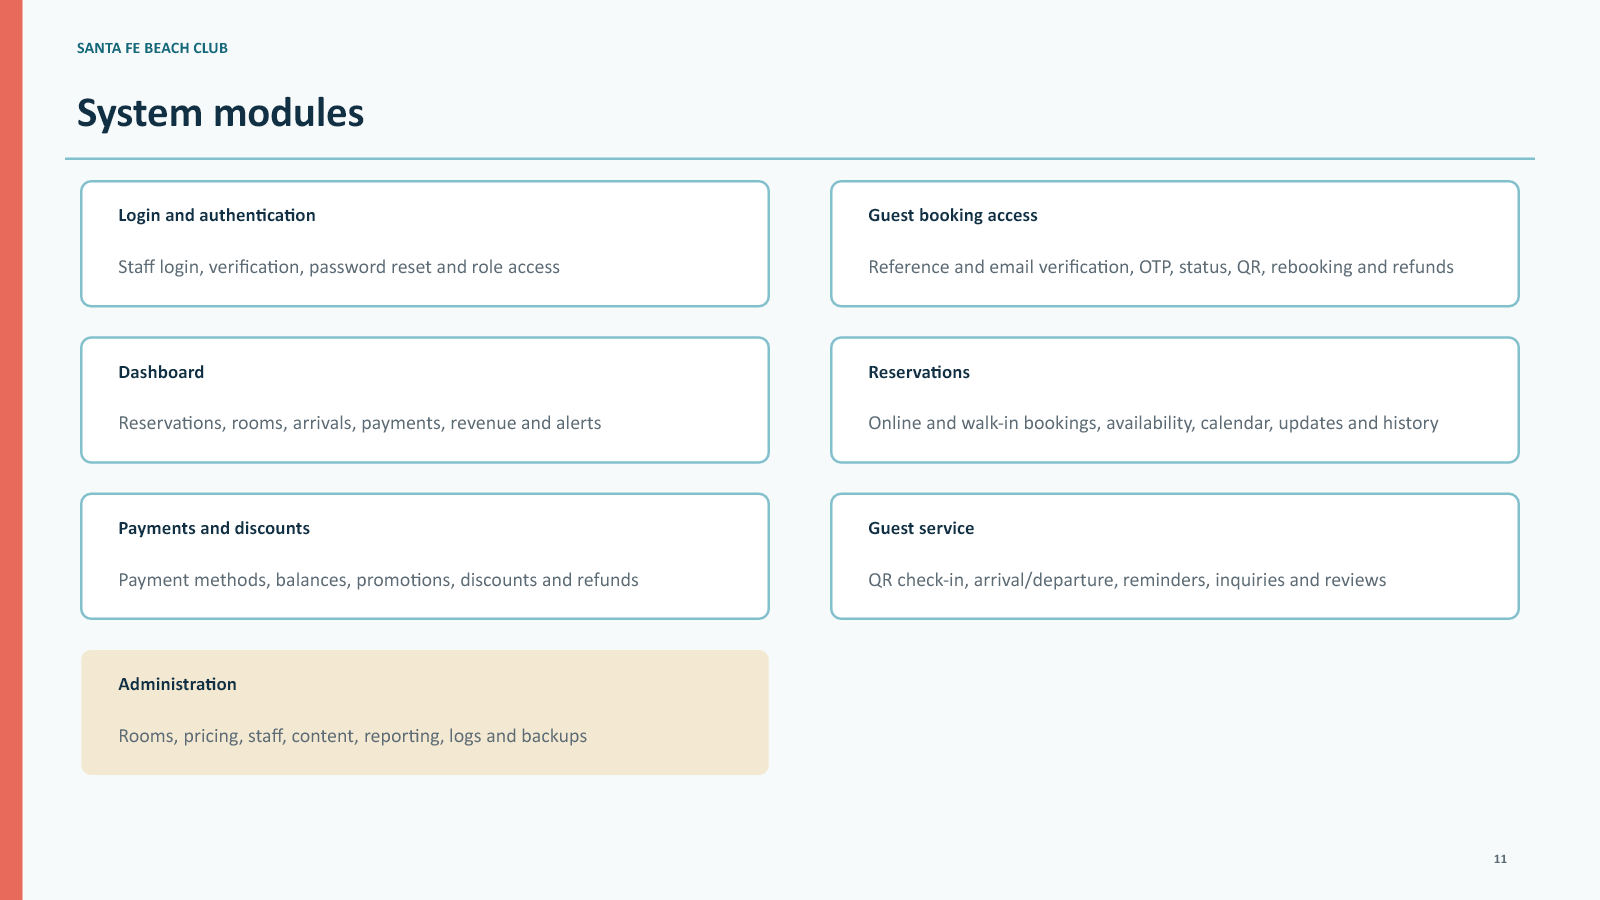 SANTA FE BEACH CLUB
System modules
Login and authentication
Staff login, verification, password reset and role access
Guest booking access
Reference and email verification, OTP, status, QR, rebooking and refunds
Dashboard
Reservations, rooms, arrivals, payments, revenue and alerts
Reservations
Online and walk-in bookings, availability, calendar, updates and history
Payments and discounts
Payment methods, balances, promotions, discounts and refunds
Guest service
QR check-in, arrival/departure, reminders, inquiries and reviews
Administration
Rooms, pricing, staff, content, reporting, logs and backups
11